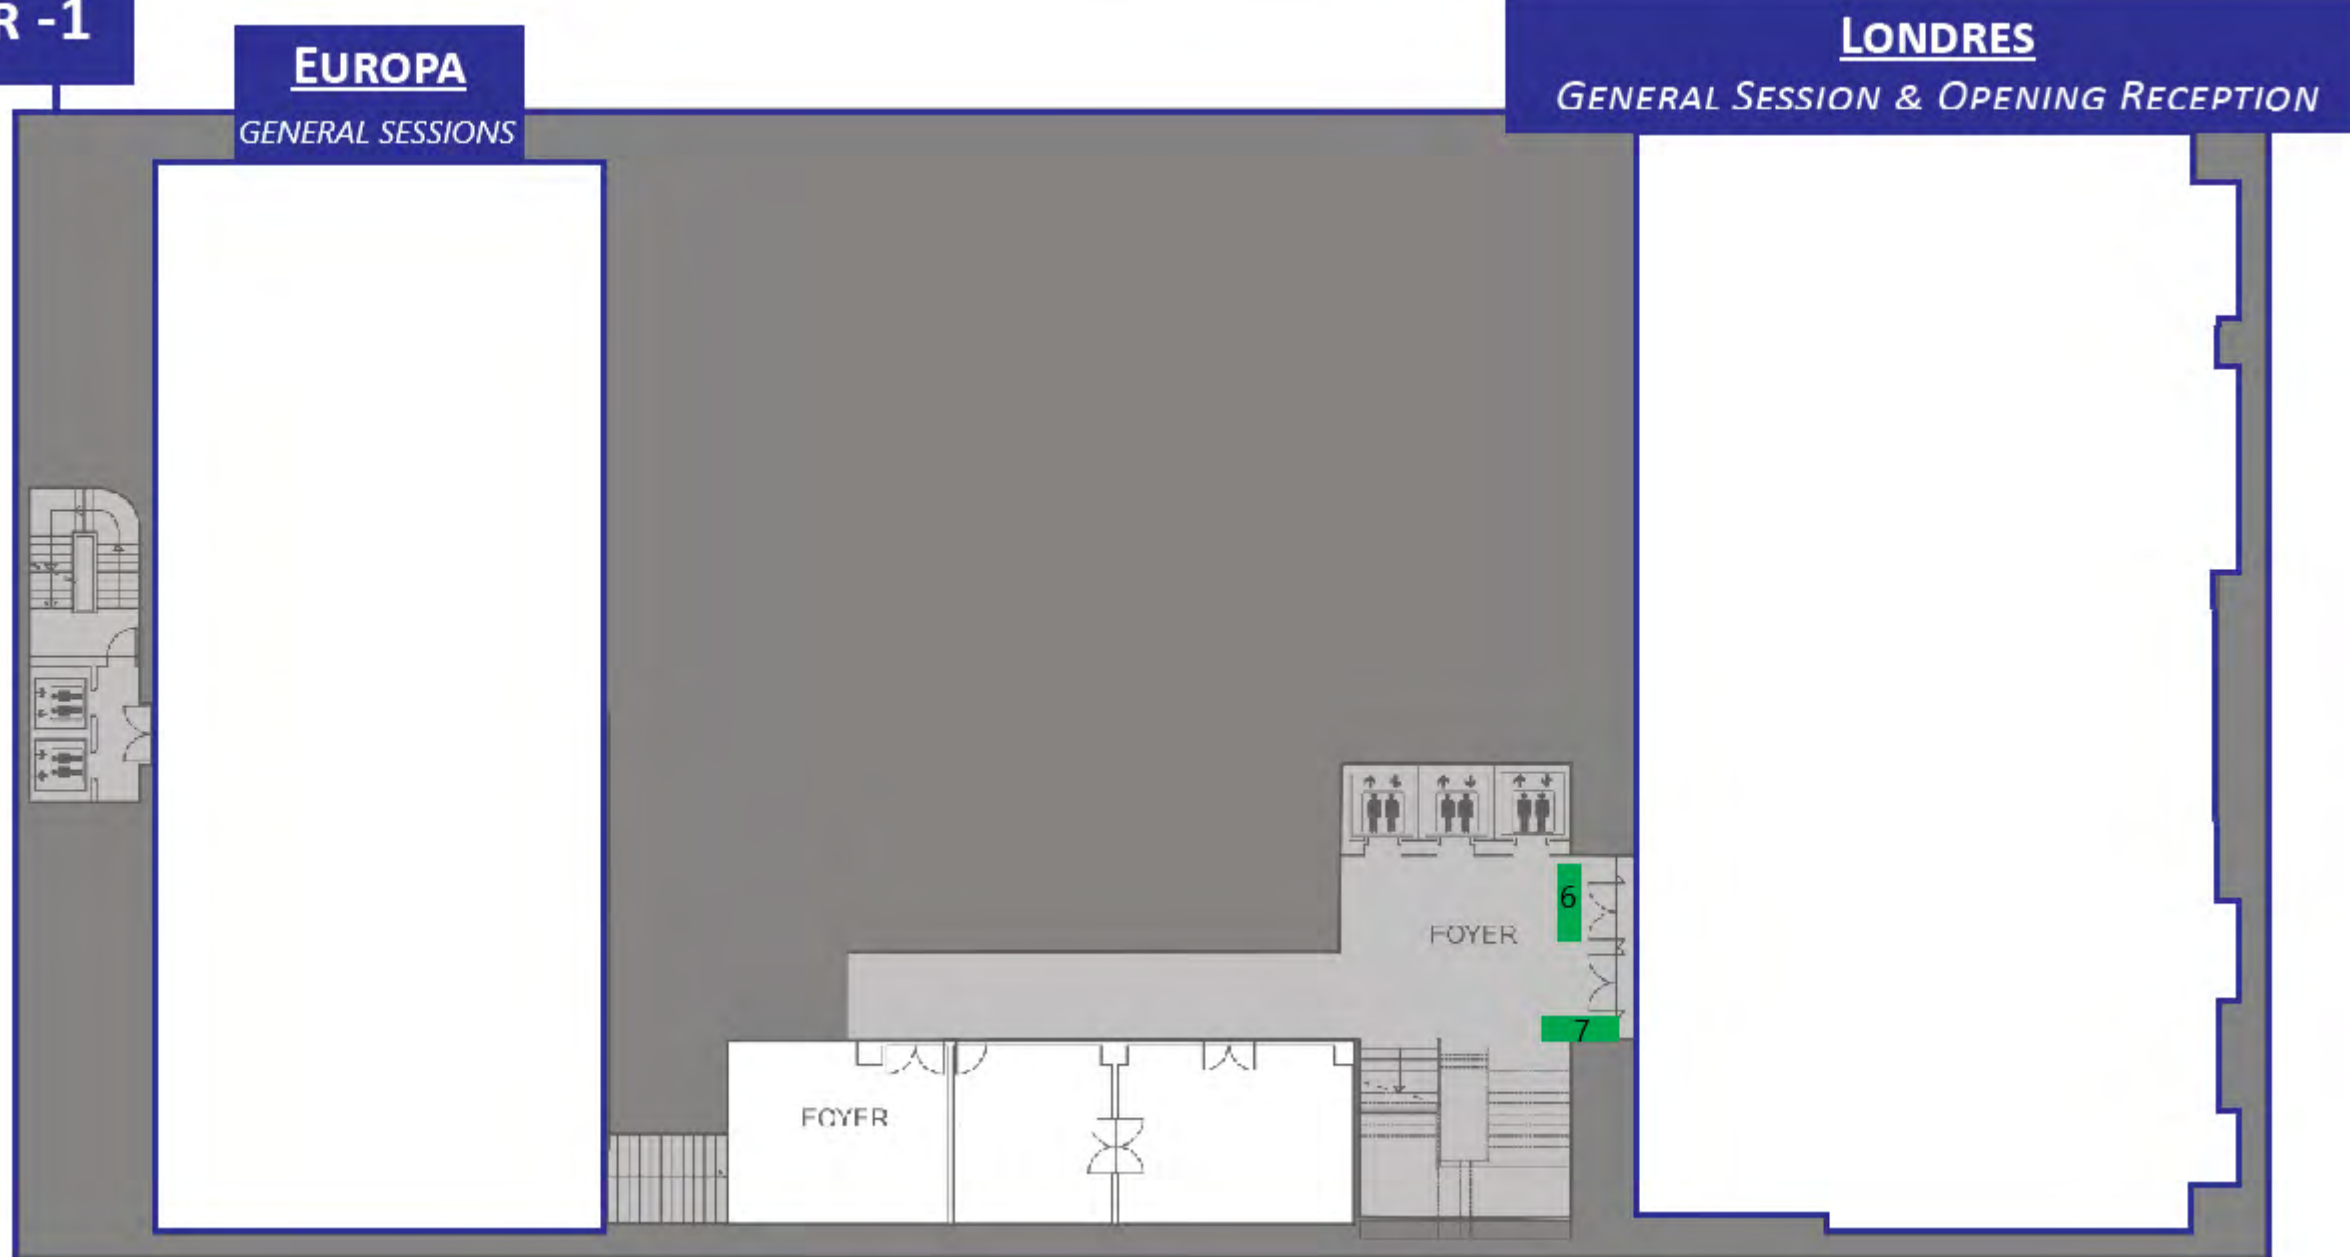 R -1
EUROPA
GENERAL SESSIONS
LONDRES
GENERAL SESSION & OPENING RECEPTION
6
FOYER
7
FOYER